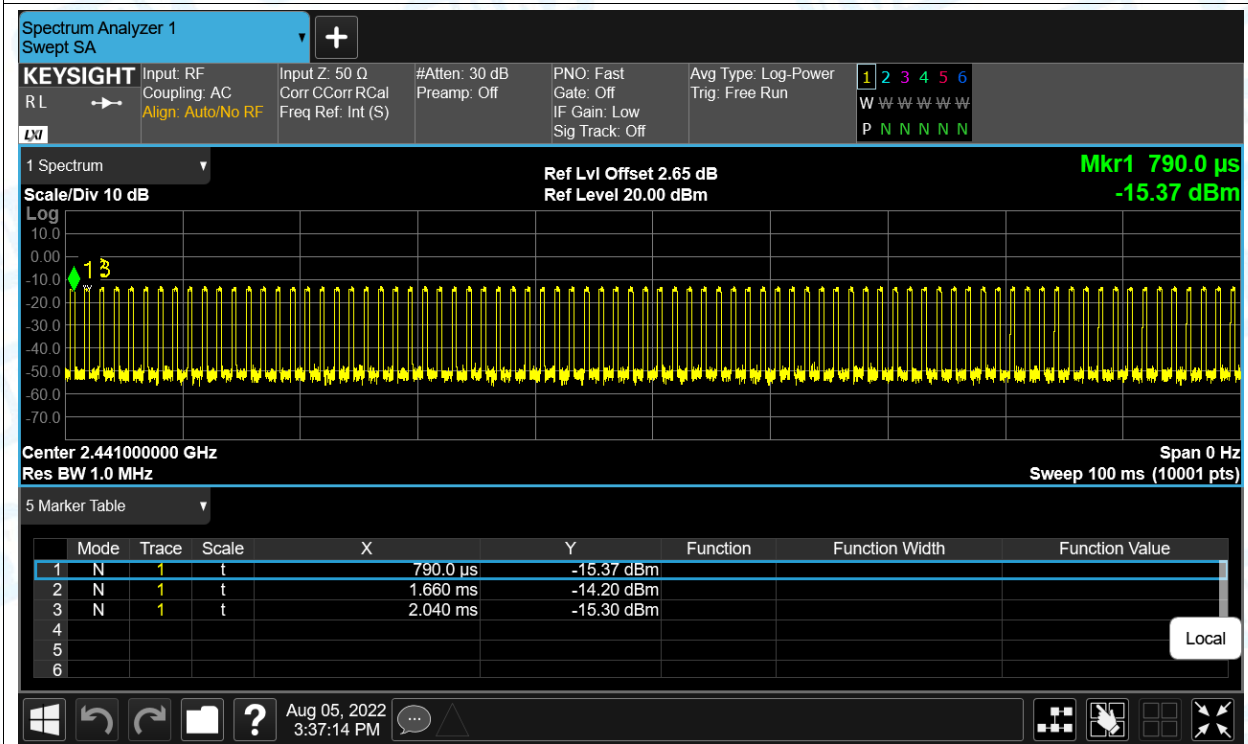 Spectrum Analyzer 1
Swept SA
KEYSIGHT Input: RF Input Z: 50 Ω #Atten: 30 dB PNO: Fast Avg Type: Log-Power 1 2 3 4 5 6
R L Coupling: AC Corr CCorr RCal Preamp: Off Gate: Off Trig: Free Run W W W W W W
Align: Auto/No RF Freq Ref: Int (S) IF Gain: Low
LXI Sig Track: Off P N N N N N
1 Spectrum Ref Lvl Offset 2.65 dB Mkr1 790.0 µs
Scale/Div 10 dB Ref Level 20.00 dBm -15.37 dBm
Log
10.0
0.00
1 3
-10.0
-20.0
-30.0
-40.0
-50.0
-60.0
-70.0
Center 2.441000000 GHz Span 0 Hz
Res BW 1.0 MHz Sweep 100 ms (10001 pts)
5 Marker Table
Mode Trace Scale X Y Function Function Width Function Value
1 N 1 t 790.0 µs -15.37 dBm
2 N 1 t 1.660 ms -14.20 dBm
3 N 1 t 2.040 ms -15.30 dBm
4
5
6
Local
? Aug 05, 2022
3:37:14 PM